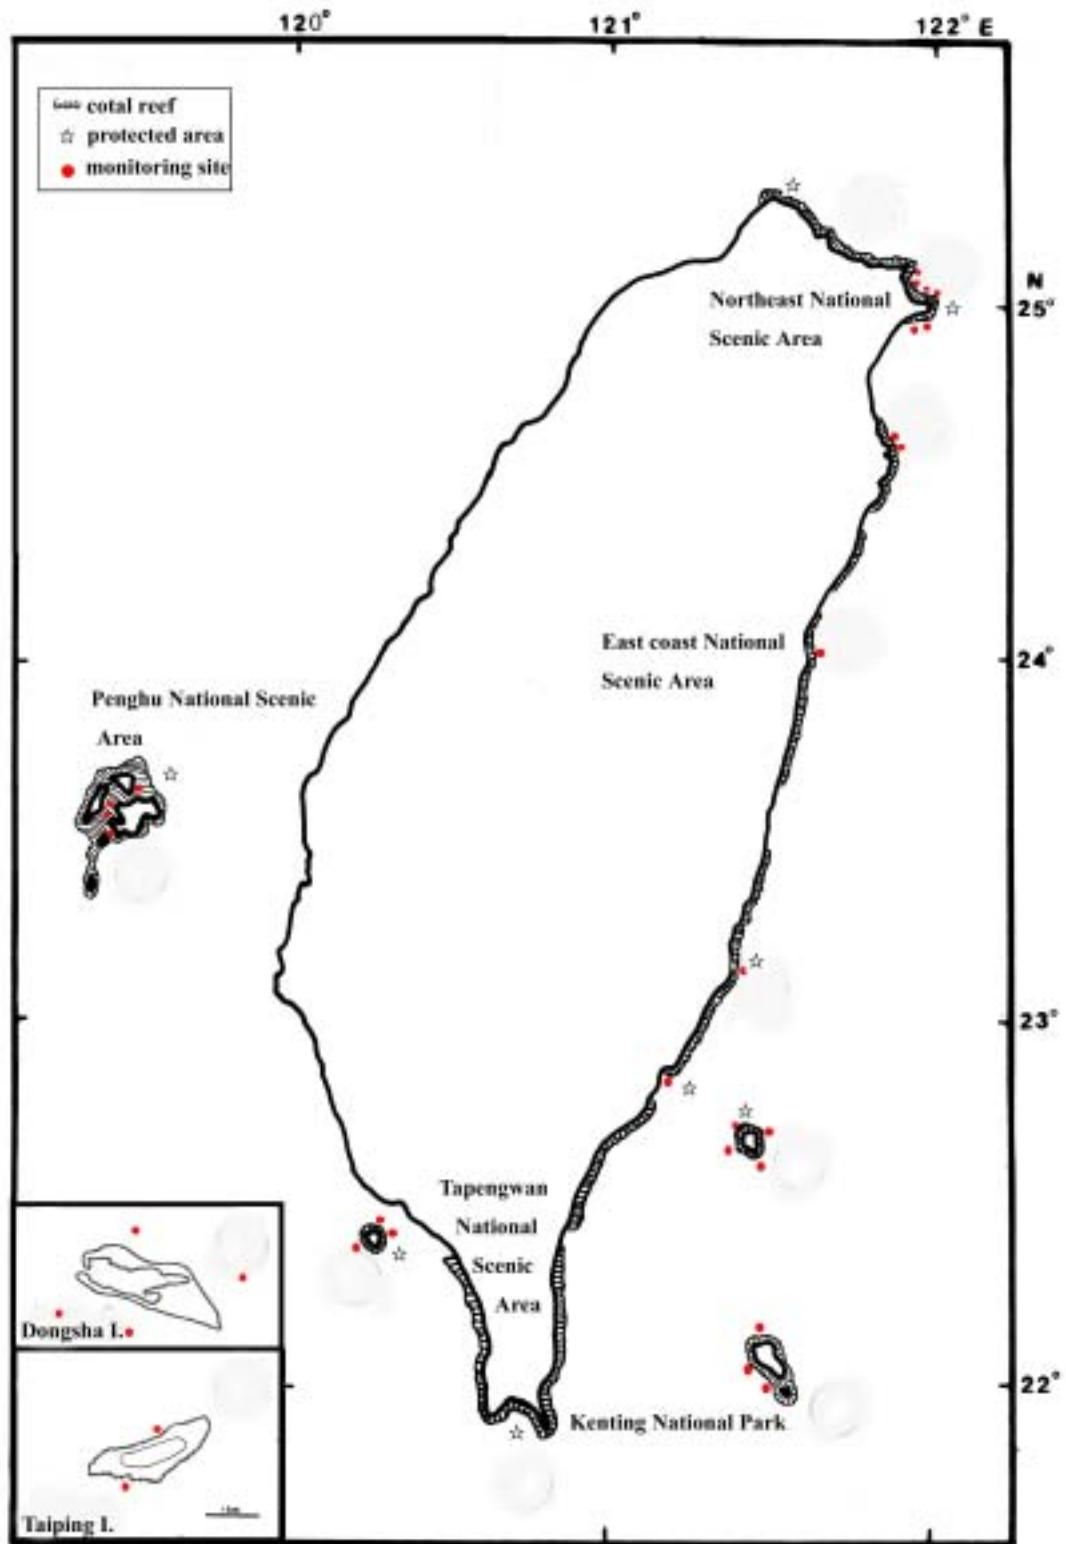 120° 121° 122° E
cotal reef
protected area
monitoring site
N
25°
Northeast National
Scenic Area
24°
East coast National
Scenic Area
Penghu National Scenic
Area
23°
Tapengwan
National
Scenic
Area
22°
Kenting National Park
Dongsha I.
Taiping I.